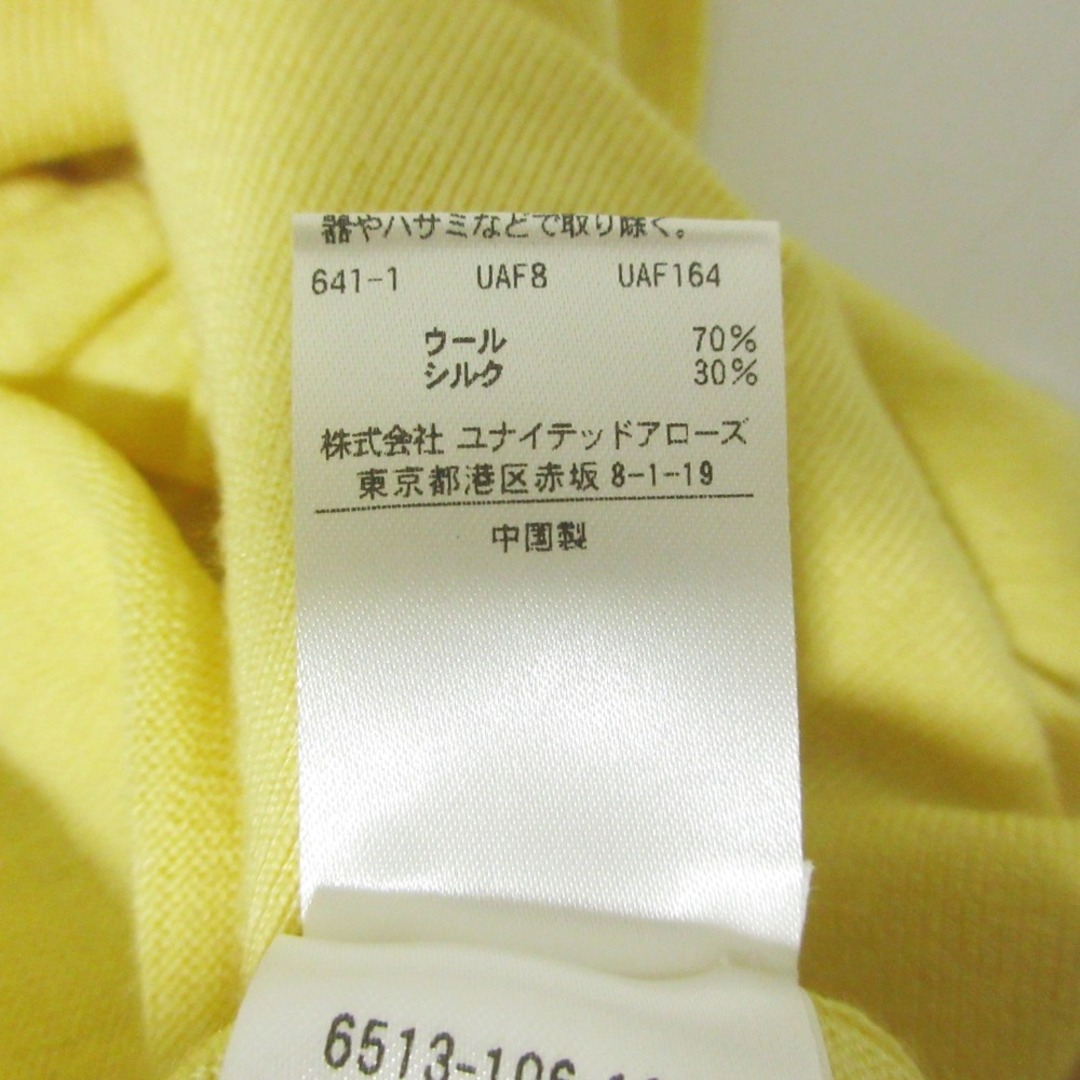 器やハサミなどで取り除く。
641-1 UAF8 UAF164
ウール 70%
シルク 30%
株式会社 ユナイテッドアローズ
東京都港区赤坂 8-1-19
中国製
6513-106